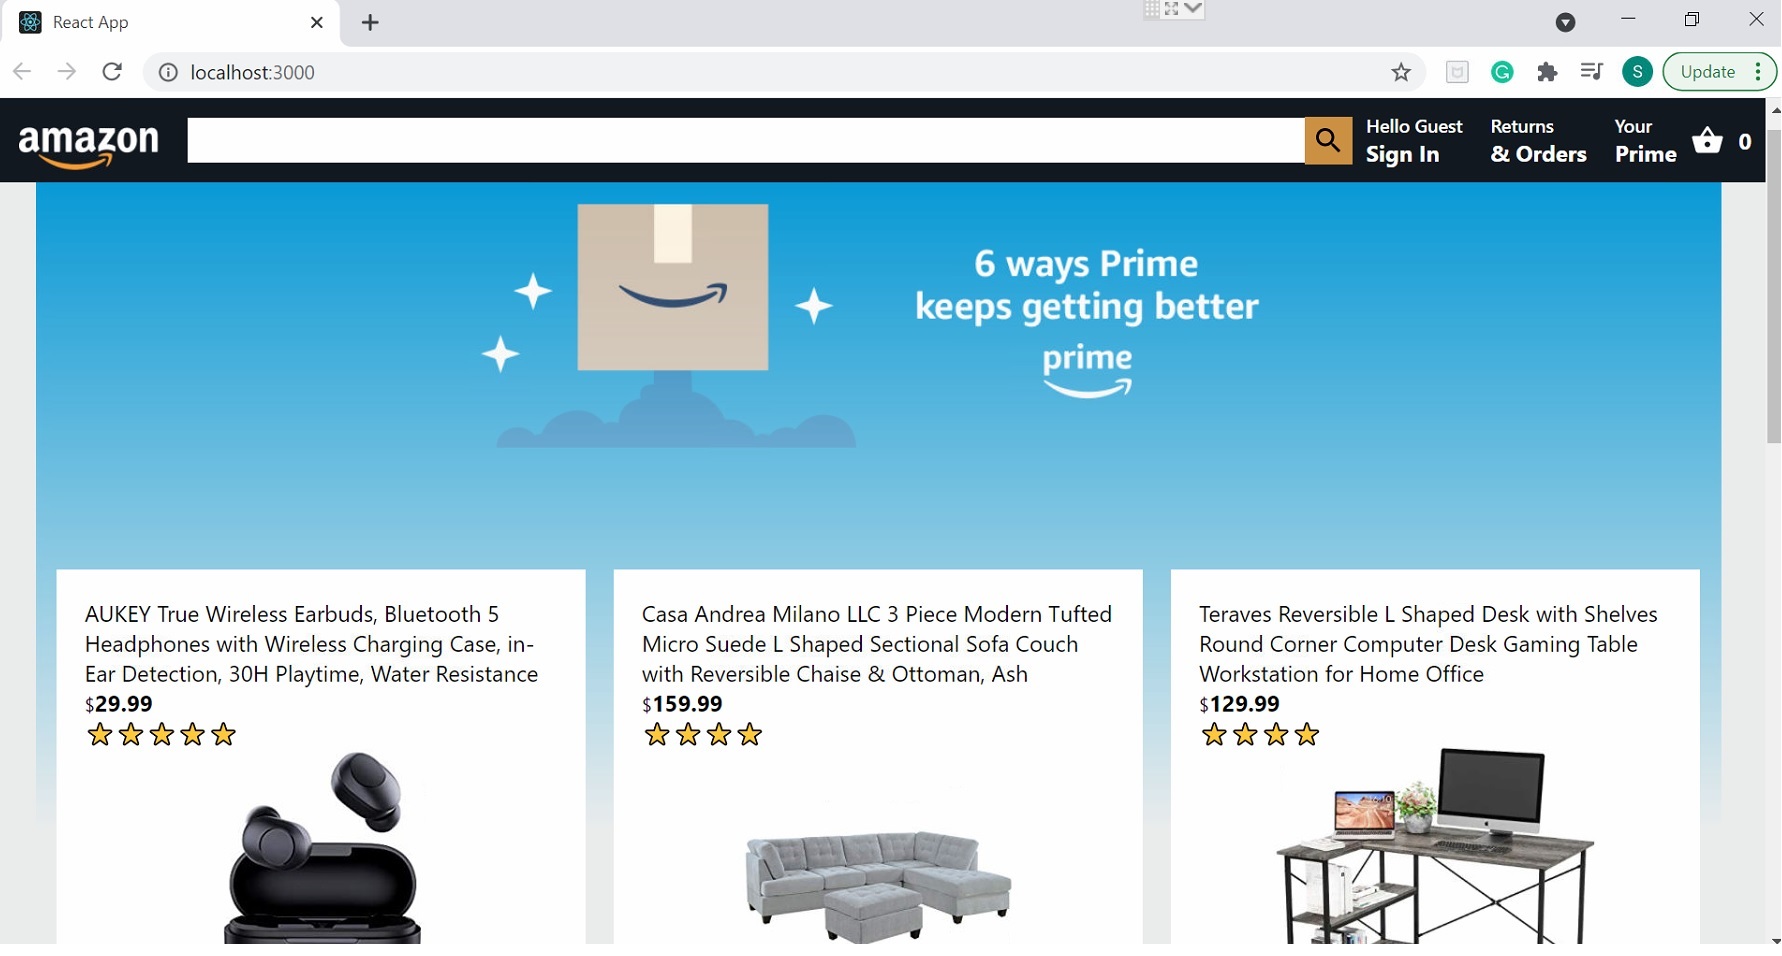 React App
localhost:3000
S
Update
amazon
Hello Guest
Sign In
Returns
& Orders
Your
Prime
0
6 ways Prime
keeps getting better
prime
AUKEY True Wireless Earbuds, Bluetooth 5
Headphones with Wireless Charging Case, in-
Ear Detection, 30H Playtime, Water Resistance
$29.99
Casa Andrea Milano LLC 3 Piece Modern Tufted
Micro Suede L Shaped Sectional Sofa Couch
with Reversible Chaise & Ottoman, Ash
$159.99
Teraves Reversible L Shaped Desk with Shelves
Round Corner Computer Desk Gaming Table
Workstation for Home Office
$129.99